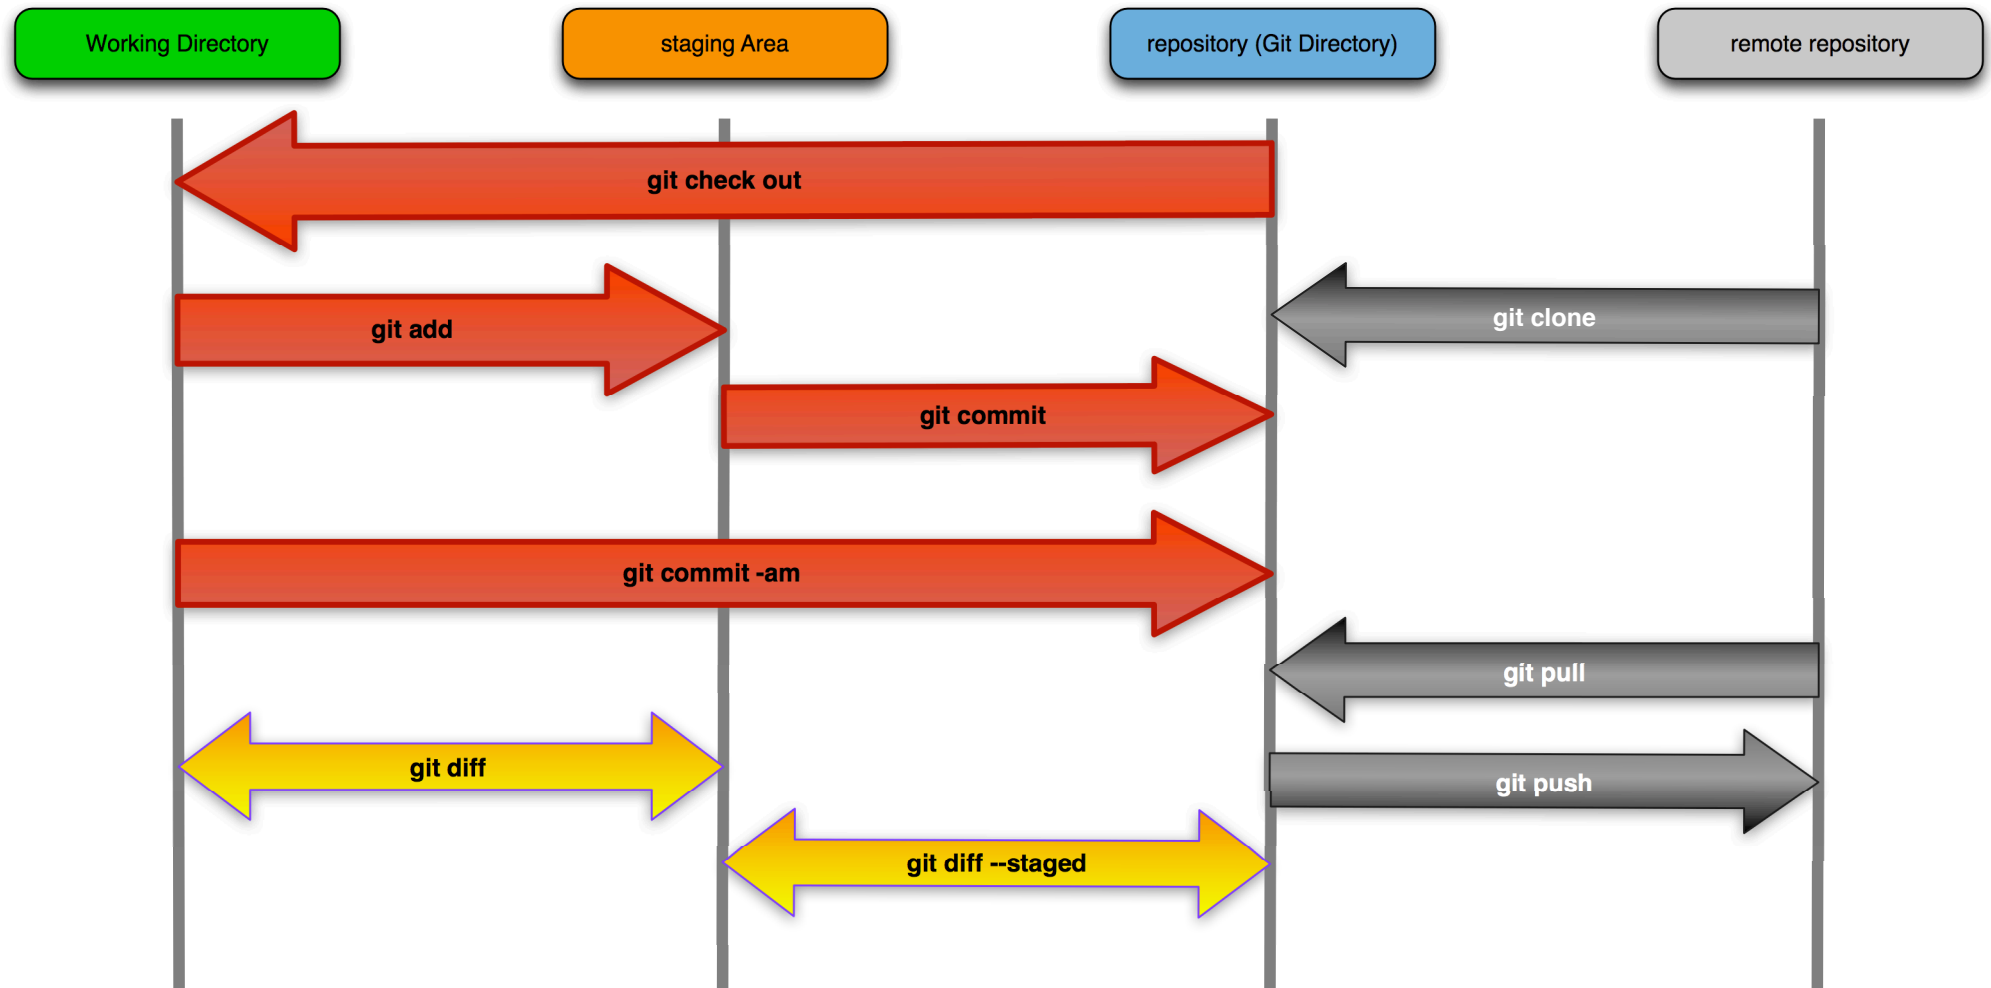 Working Directory
staging Area
repository (Git Directory)
remote repository
git check out
git add
git clone
git commit
git commit -am
git pull
git diff
git push
git diff --staged